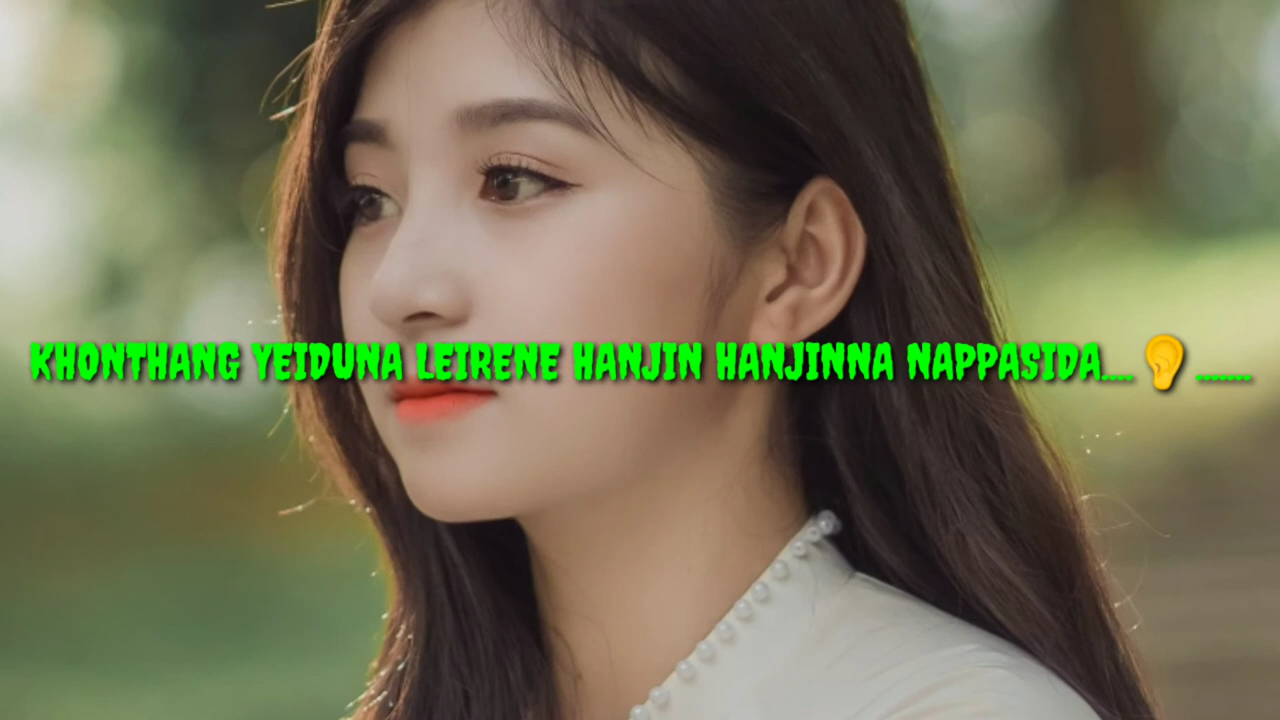 KHONTHANG YEIDUNA LEIRENE HANJIN HANJINNA NAPPASIDA....👂.......